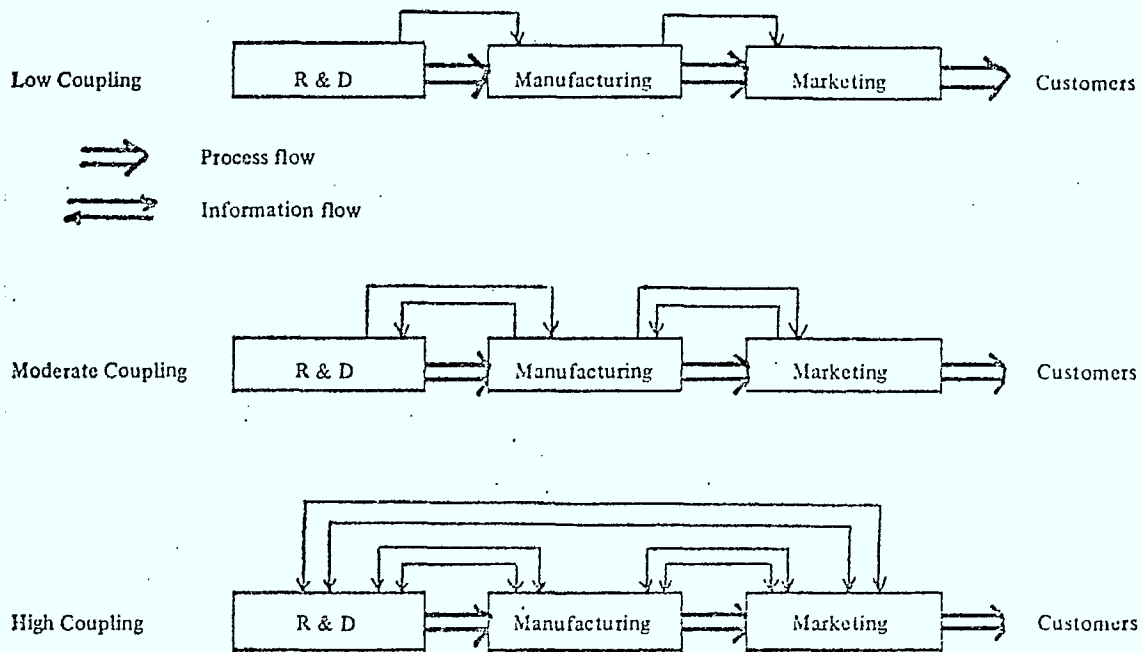 Low Coupling R & D Manufacturing Marketing Customers
Process flow
Information flow
Moderate Coupling R & D Manufacturing Marketing Customers
High Coupling R & D Manufacturing Marketing Customers